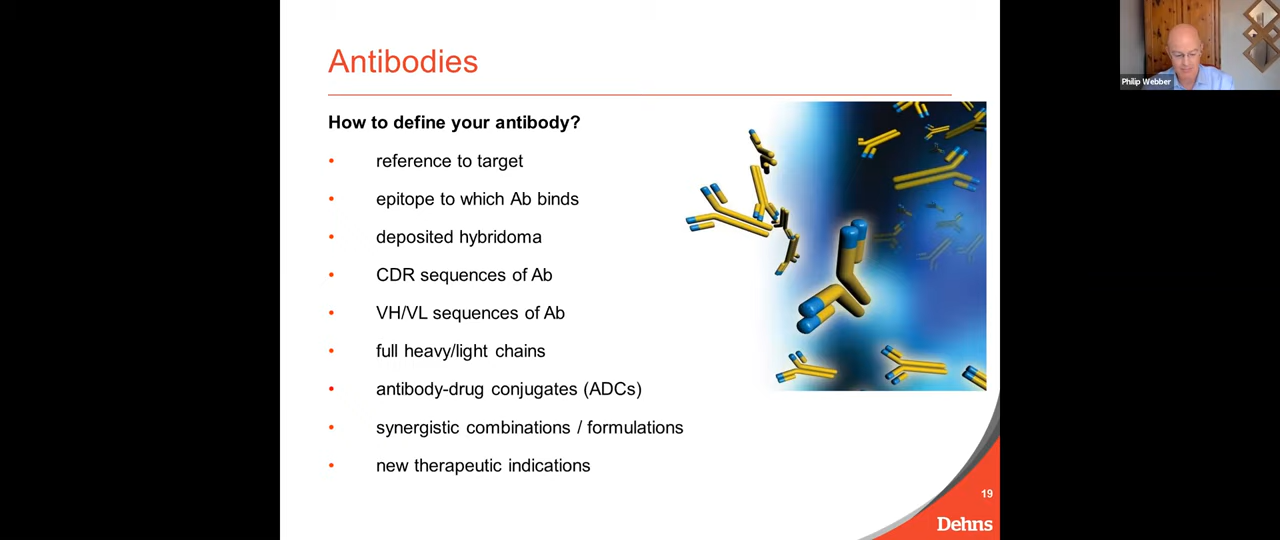 Antibodies
How to define your antibody?
• reference to target
• epitope to which Ab binds
• deposited hybridoma
• CDR sequences of Ab
• VH/VL sequences of Ab
• full heavy/light chains
• antibody-drug conjugates (ADCs)
• synergistic combinations / formulations
• new therapeutic indications
19
Dehns
Philip Webber